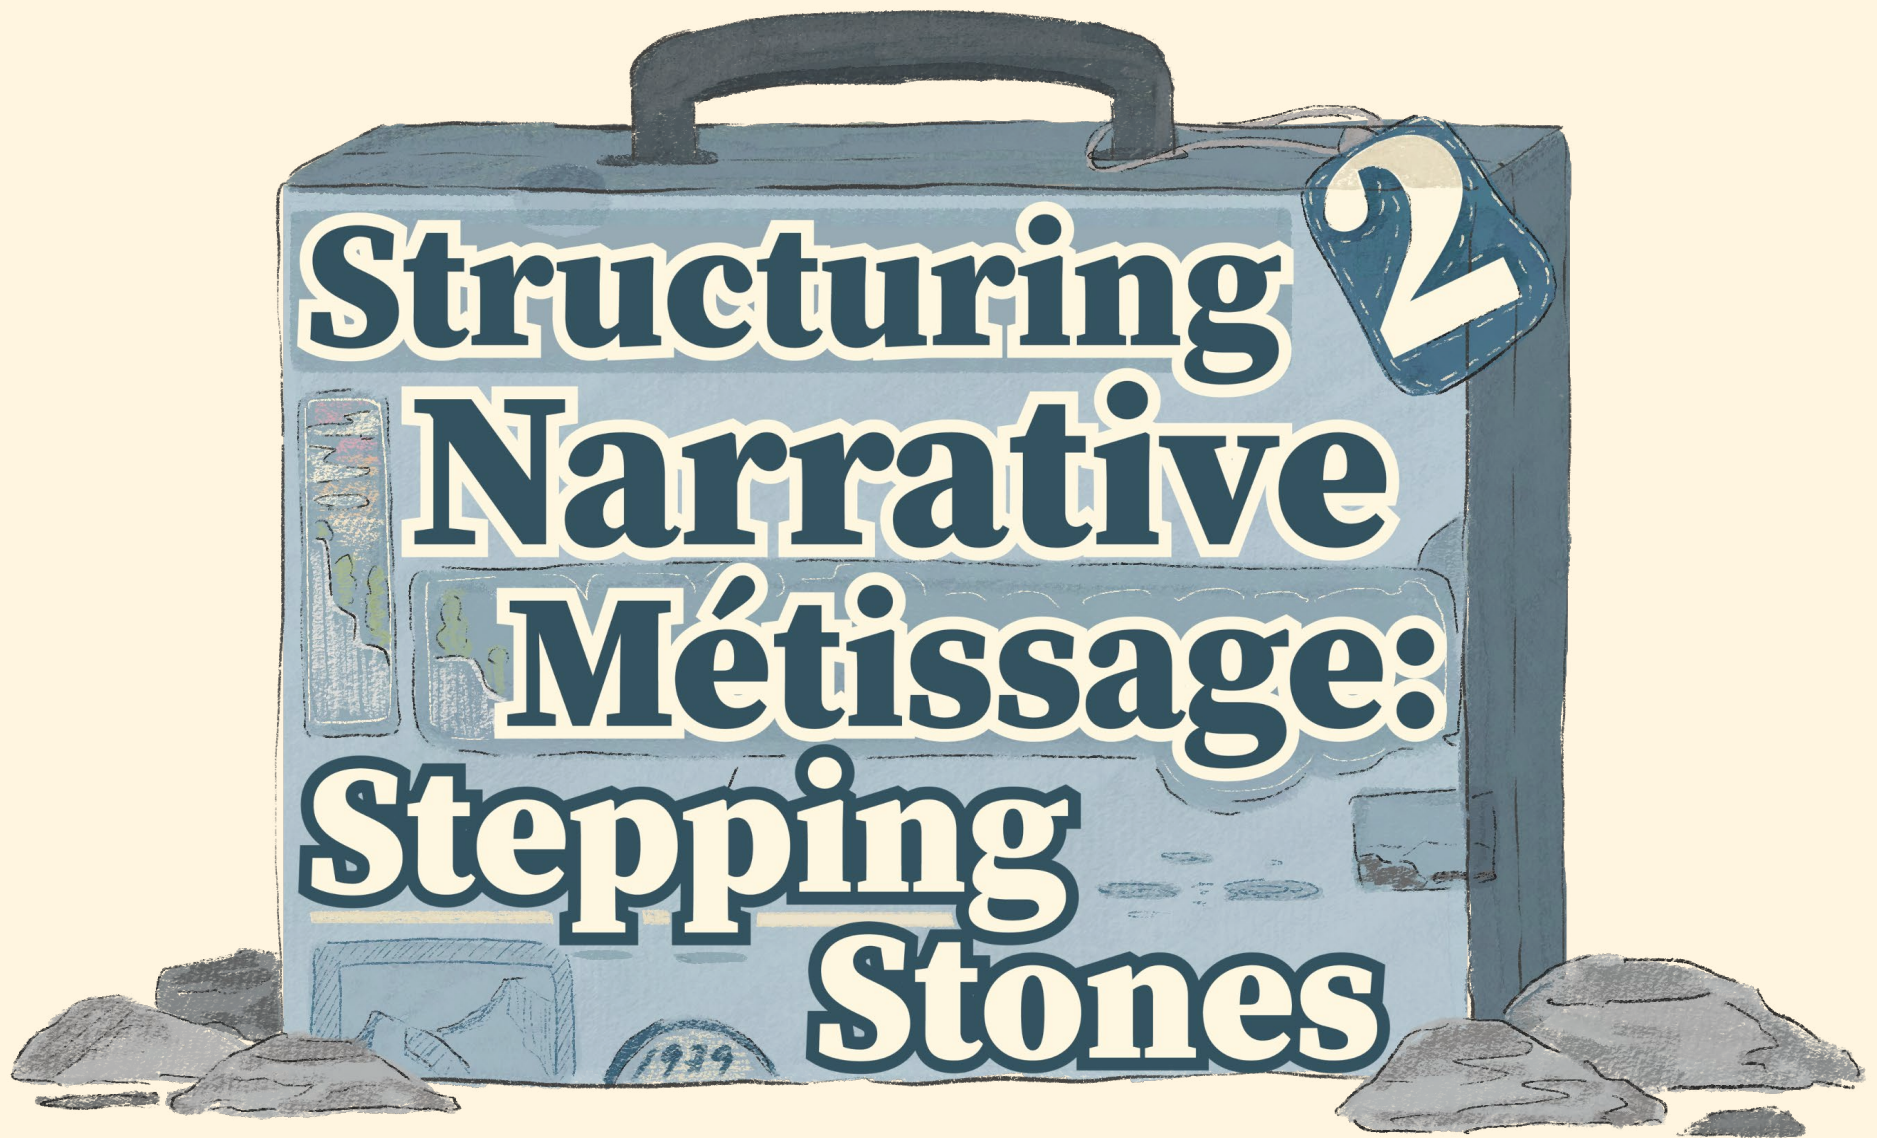 2
Structuring
Narrative
Métissage:
Stepping
Stones
1939